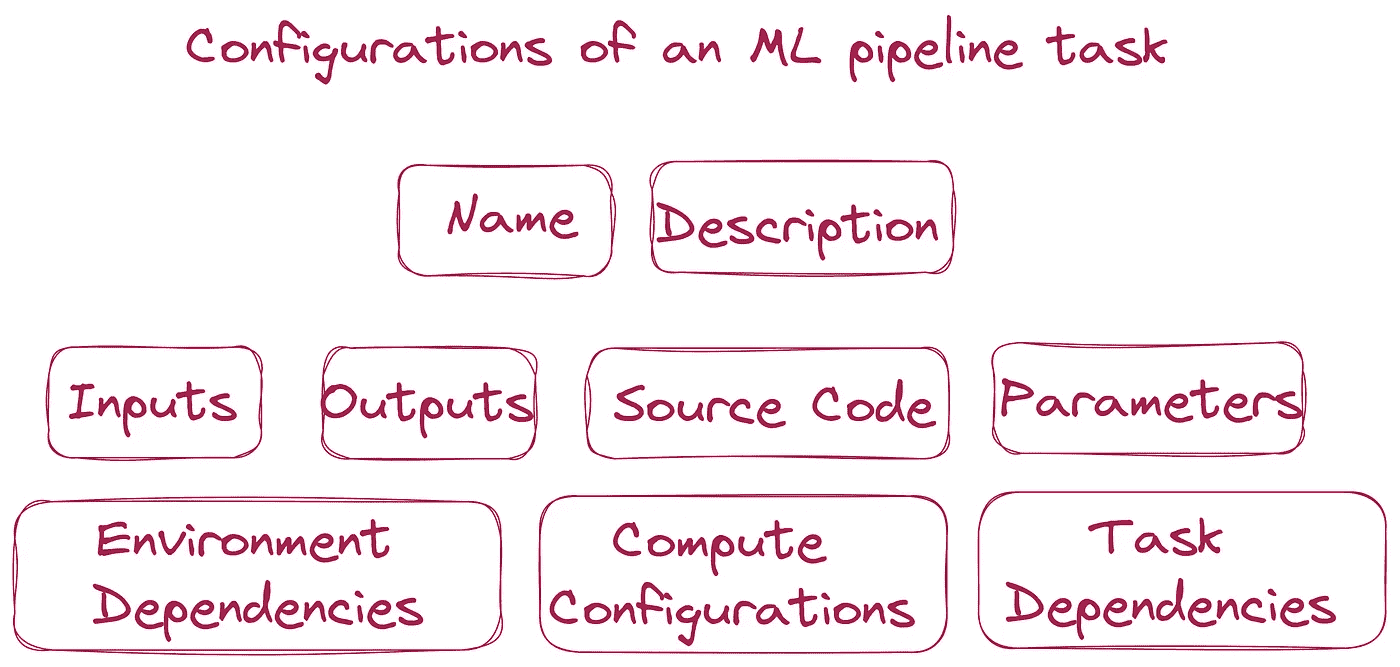 Configurations of an ML pipeline task
Name
Description
Inputs
Outputs
Source Code
Parameters
Environment
Dependencies
Compute
Configurations
Task
Dependencies